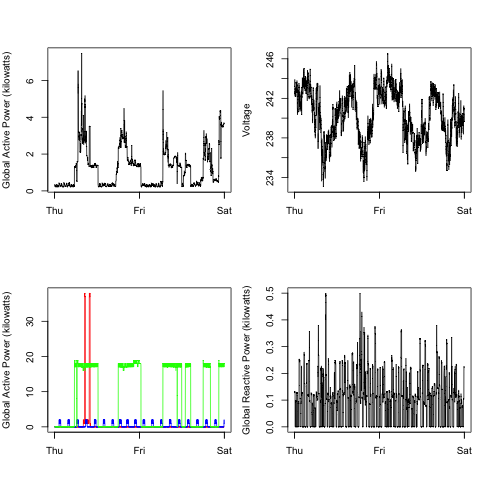 Global Active Power (kilowatts)
0 2 4 6
Thu Fri Sat
Voltage
234 238 242 246
Thu Fri Sat
Global Active Power (kilowatts)
0 10 20 30
Thu Fri Sat
Global Reactive Power (kilowatts)
0.0 0.1 0.2 0.3 0.4 0.5
Thu Fri Sat